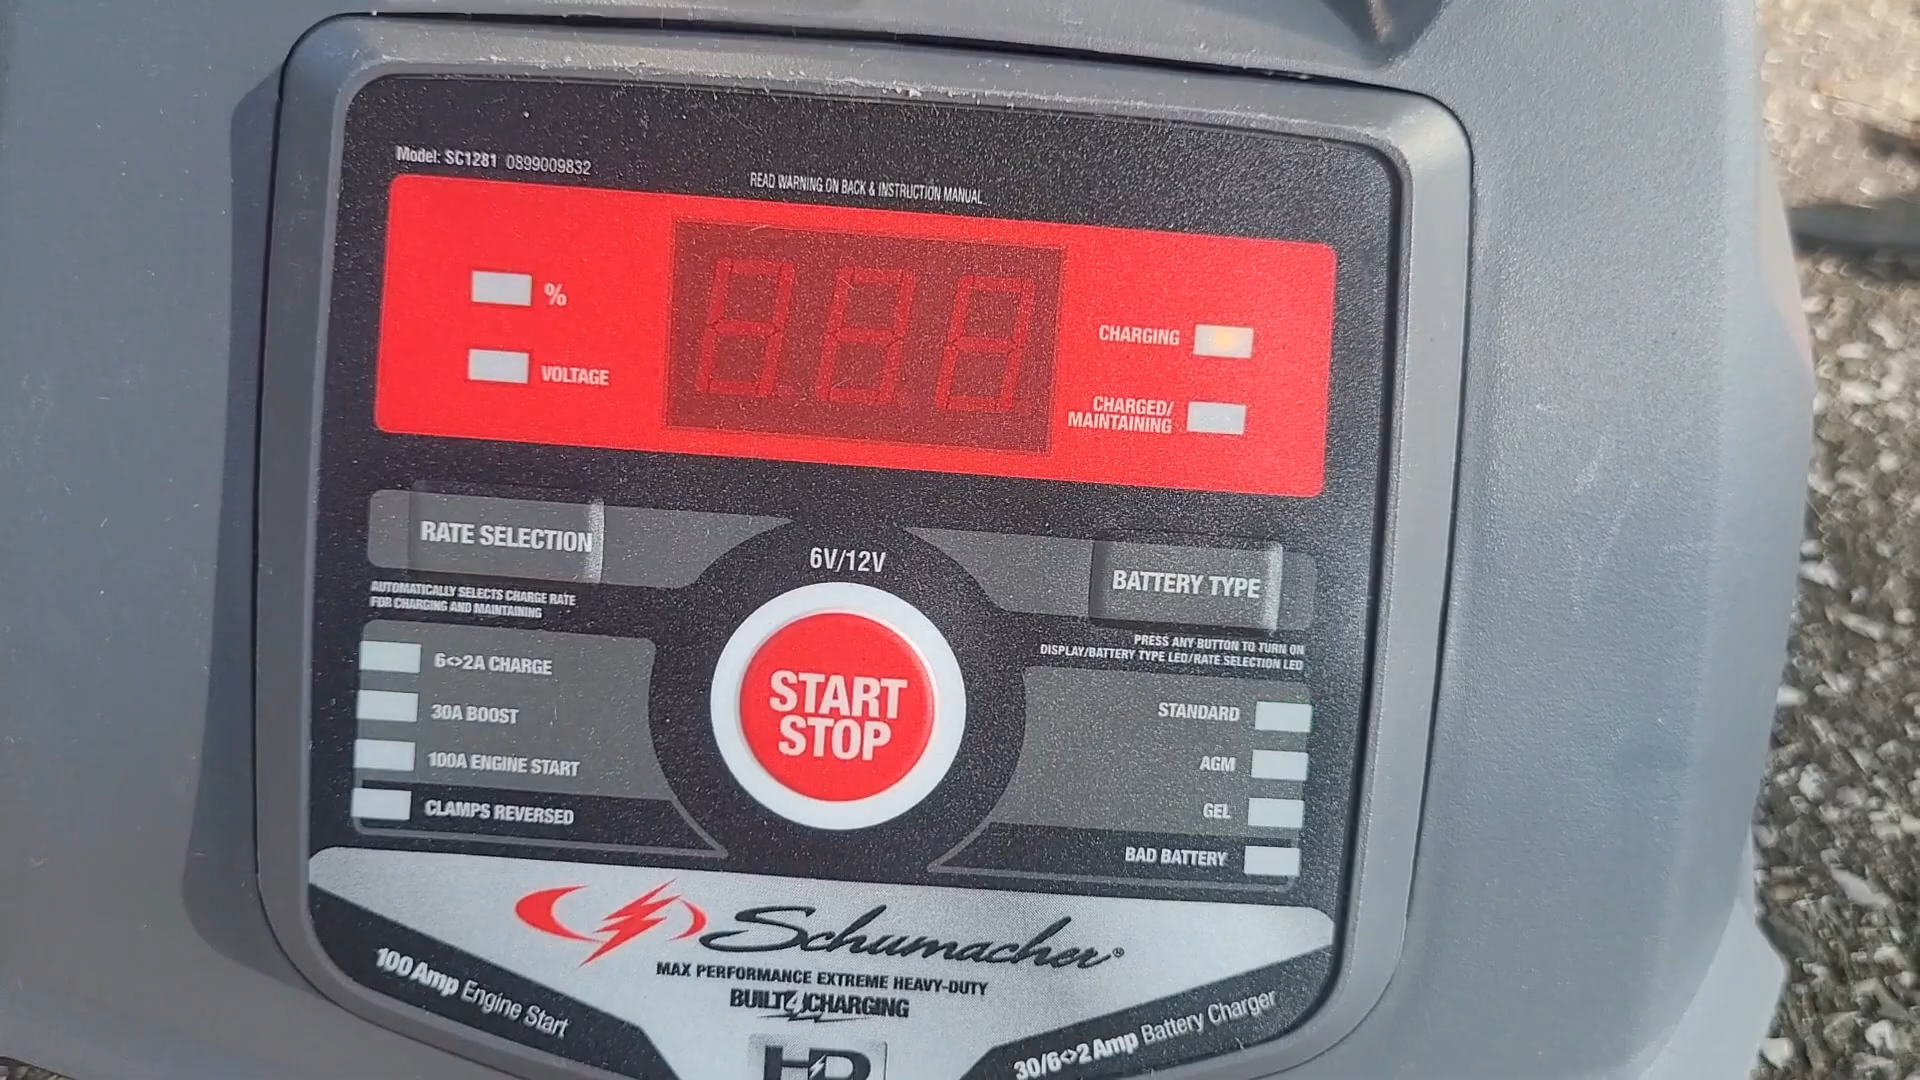 Model: SC1281 0899009832
READ WARNING ON BACK & INSTRUCTION MANUAL
%
VOLTAGE
CHARGING
CHARGED/
MAINTAINING
RATE SELECTION
AUTOMATICALLY SELECTS CHARGE RATE
FOR CHARGING AND MAINTAINING
6<>2A CHARGE
30A BOOST
100A ENGINE START
CLAMPS REVERSED
6V/12V
START
STOP
BATTERY TYPE
PRESS ANY BUTTON TO TURN ON
DISPLAY/BATTERY TYPE LED/RATE SELECTION LED
STANDARD
AGM
GEL
BAD BATTERY
Schumacher®
MAX PERFORMANCE EXTREME HEAVY-DUTY
BUILT4CHARGING
100 Amp Engine Start
HD
30/6<>2 Amp Battery Charger